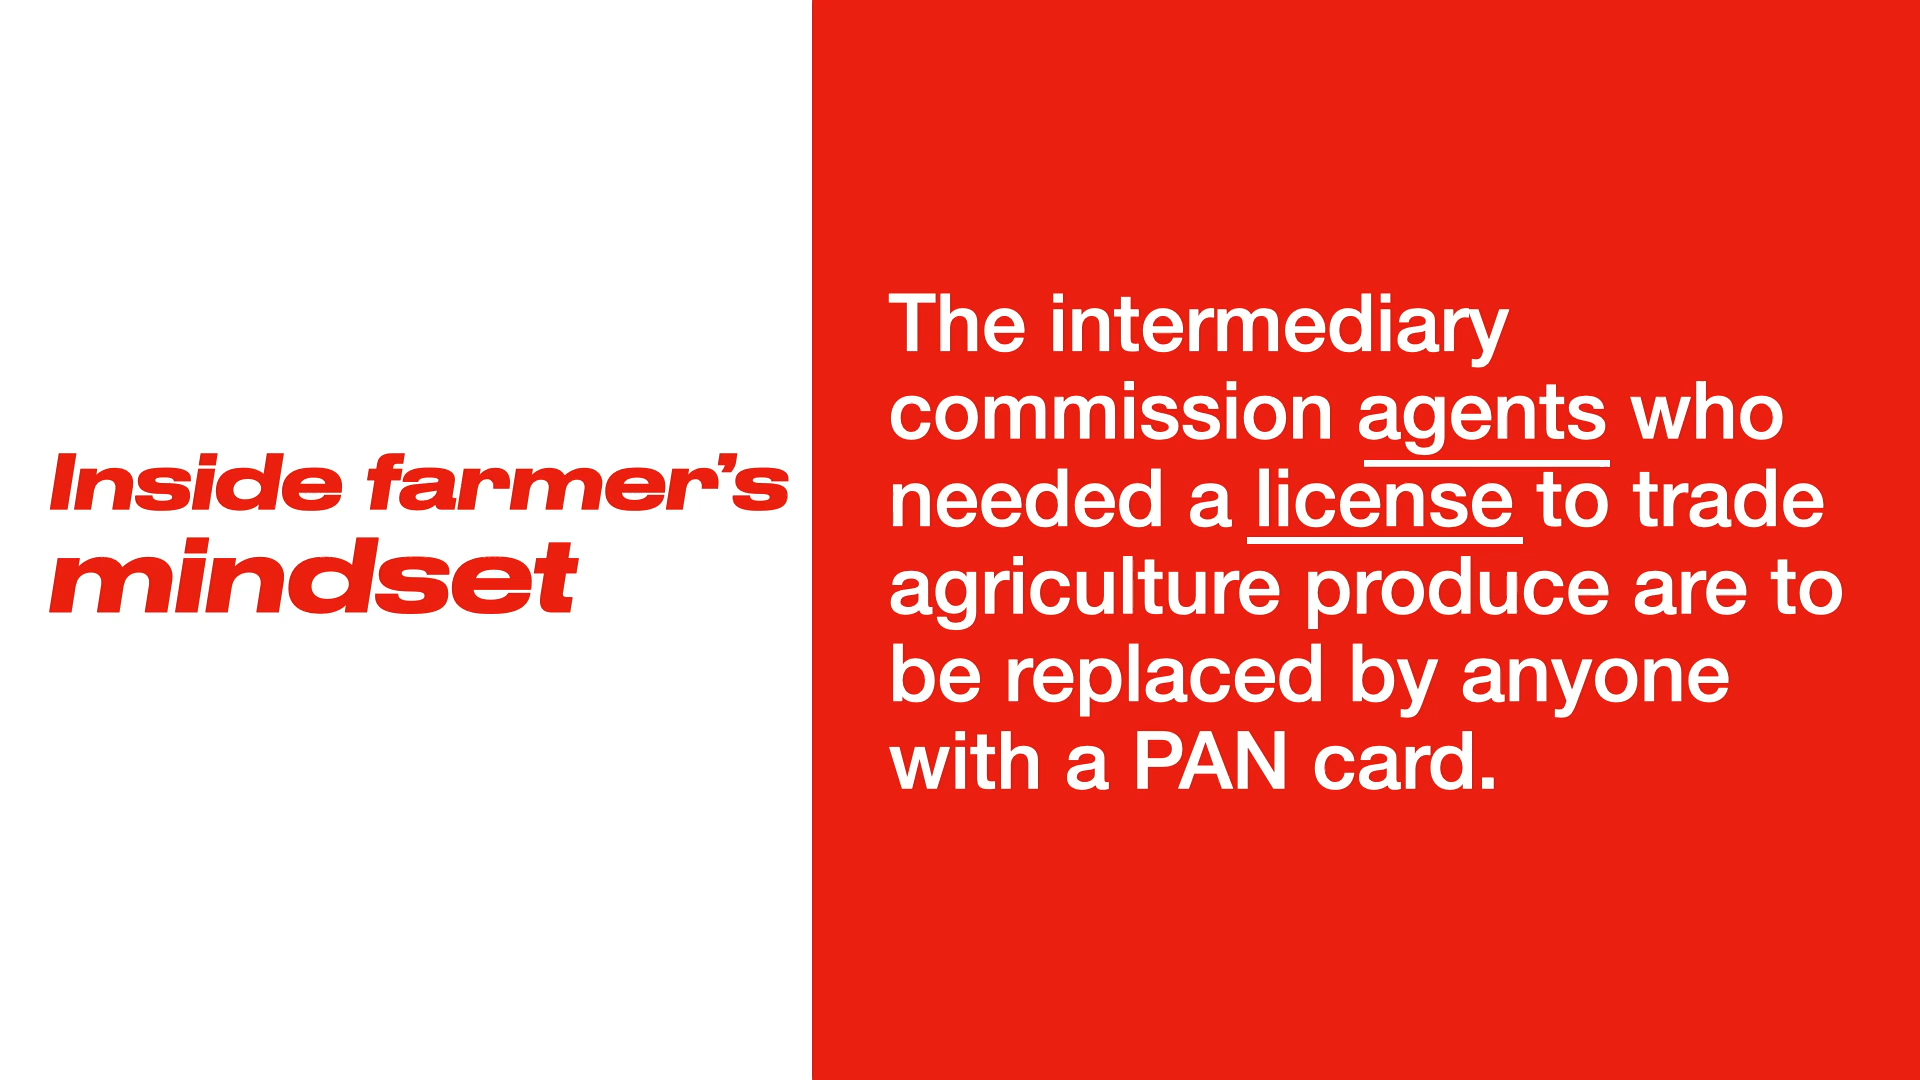 Inside farmer’s
mindset
The intermediary
commission agents who
needed a license to trade
agriculture produce are to
be replaced by anyone
with a PAN card.